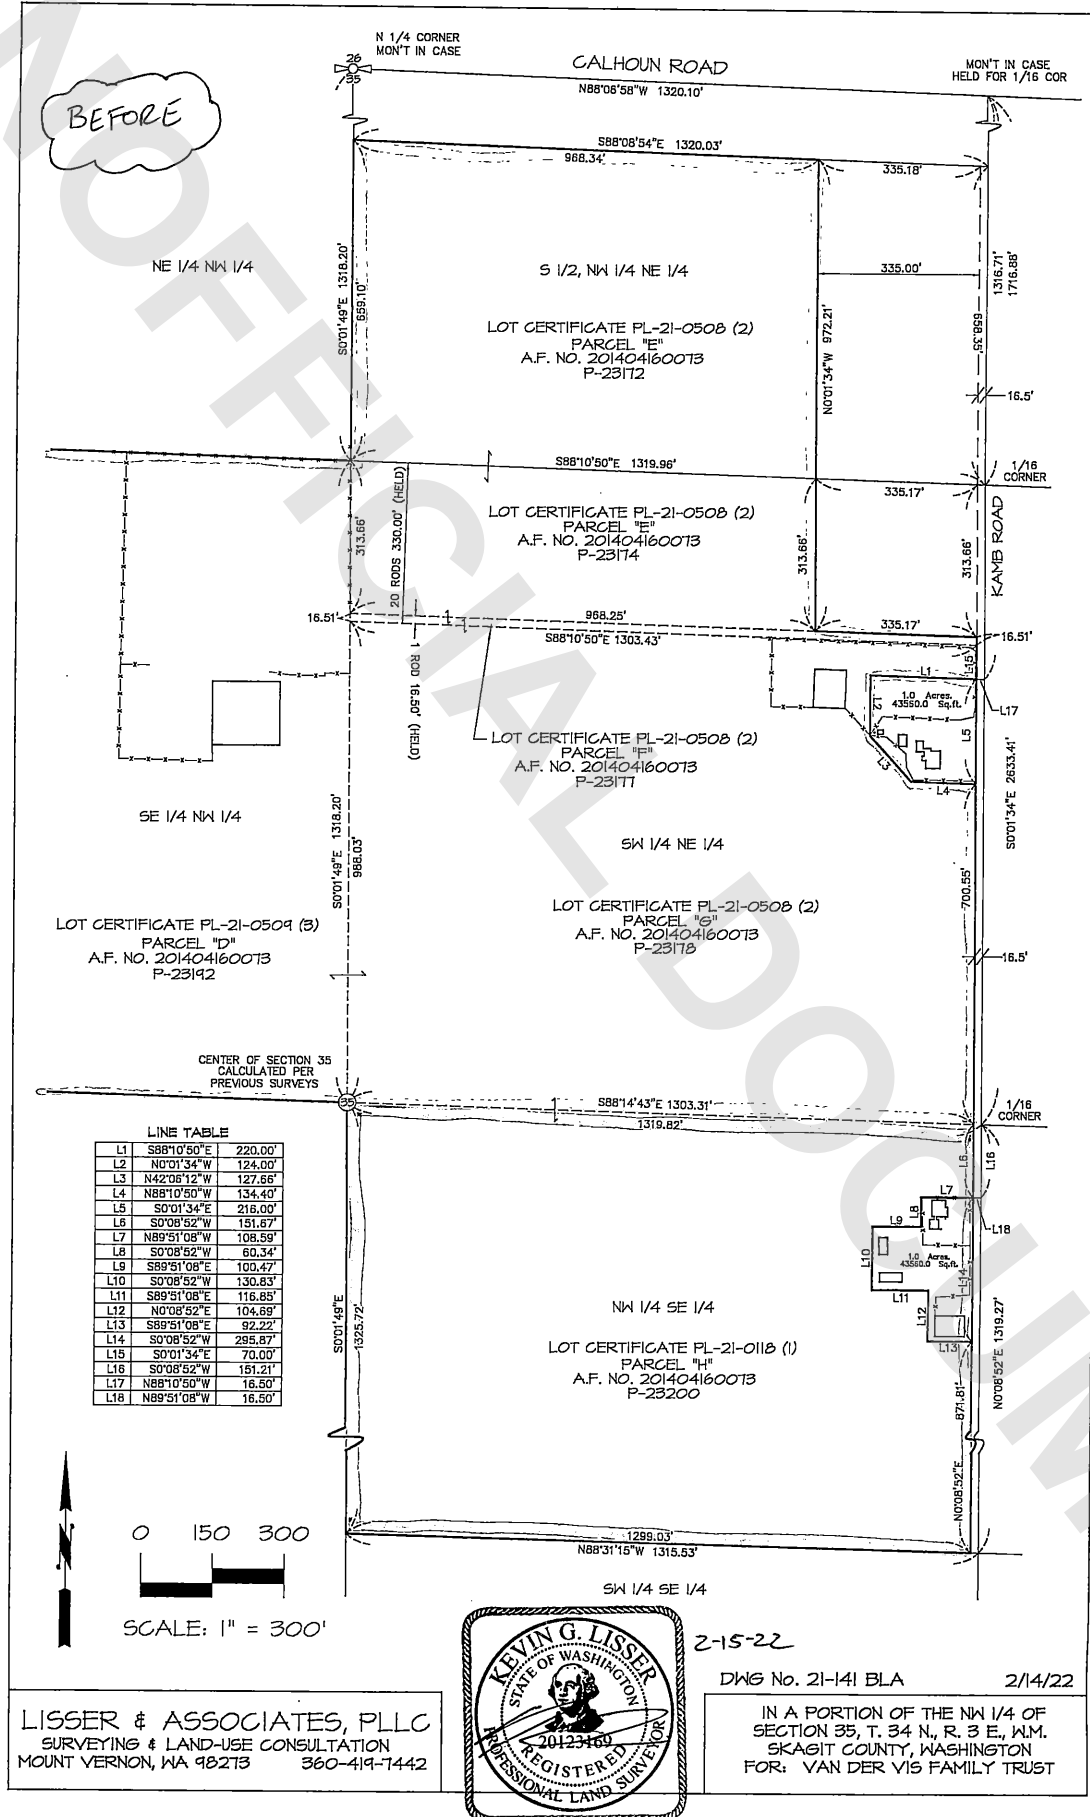 N 1/4 CORNER
MON'T IN CASE
26
35
CALHOUN ROAD
N88°08'58"W 1320.10'
MON'T IN CASE
HELD FOR 1/16 COR
BEFORE
S88°08'54"E 1320.03'
968.34'
335.18'
NE 1/4 NW 1/4
S0°01'49"E 1318.20'
659.10'
S 1/2, NW 1/4 NE 1/4
335.00'
1316.71'
1716.88'
LOT CERTIFICATE PL-21-0508 (2)
PARCEL "E"
A.F. NO. 201404160073
P-23172
N0°01'34"W 972.21'
658.35'
16.5'
S88°10'50"E 1319.96'
1/16
CORNER
335.17'
313.66'
20 RODS 330.00' (HELD)
LOT CERTIFICATE PL-21-0508 (2)
PARCEL "E"
A.F. NO. 201404160073
P-23174
313.66'
313.66'
KAMB ROAD
16.51'
968.25'
335.17'
16.51'
S88°10'50"E 1303.43'
1 ROD 16.50' (HELD)
L15
L1
1.0 Acres.
43560.0 Sq.ft.
L2
L17
L5
L3
L4
LOT CERTIFICATE PL-21-0508 (2)
PARCEL "F"
A.F. NO. 201404160073
P-23177
S0°01'34"E 2633.41'
SE 1/4 NW 1/4
S0°01'49"E 1318.20'
988.03'
SW 1/4 NE 1/4
700.55'
LOT CERTIFICATE PL-21-0509 (3)
PARCEL "D"
A.F. NO. 201404160073
P-23192
LOT CERTIFICATE PL-21-0508 (2)
PARCEL "G"
A.F. NO. 201404160073
P-23178
16.5'
CENTER OF SECTION 35
CALCULATED PER
PREVIOUS SURVEYS
35
S88°14'43"E 1303.31'
1319.82'
1/16
CORNER
LINE TABLE
L1 S88°10'50"E 220.00'
L2 N0°01'34"W 124.00'
L3 N42°06'12"W 127.66'
L4 N88°10'50"W 134.40'
L5 S0°01'34"E 216.00'
L6 S0°08'52"W 151.67'
L7 N89°51'08"W 108.59'
L8 S0°08'52"W 60.34'
L9 S89°51'08"E 100.47'
L10 S0°08'52"W 130.83'
L11 S89°51'08"E 116.85'
L12 N0°08'52"E 104.69'
L13 S89°51'08"E 92.22'
L14 S0°08'52"W 295.87'
L15 S0°01'34"E 70.00'
L16 S0°08'52"W 151.21'
L17 N88°10'50"W 16.50'
L18 N89°51'08"W 16.50'
L6
L16
L7
L8
L18
L9
L10
1.0 Acres.
43560.0 Sq.ft.
L14
L11
L12
L13
S0°01'49"E
1325.72'
NW 1/4 SE 1/4
LOT CERTIFICATE PL-21-0118 (1)
PARCEL "H"
A.F. NO. 201404160073
P-23200
N0°08'52"E 1319.27'
871.81'
N0°08'52"E
1299.03'
N88°31'15"W 1315.53'
SW 1/4 SE 1/4
N
0 150 300
SCALE: 1" = 300'
KEVIN G. LISSER
STATE OF WASHINGTON
20123169
REGISTERED
PROFESSIONAL LAND SURVEYOR
2-15-22
DWG No. 21-141 BLA 2/14/22
LISSER & ASSOCIATES, PLLC
SURVEYING & LAND-USE CONSULTATION
MOUNT VERNON, WA 98273 360-419-7442
IN A PORTION OF THE NW 1/4 OF
SECTION 35, T. 34 N., R. 3 E., W.M.
SKAGIT COUNTY, WASHINGTON
FOR: VAN DER VIS FAMILY TRUST
UNOFFICIAL DOCUMENT